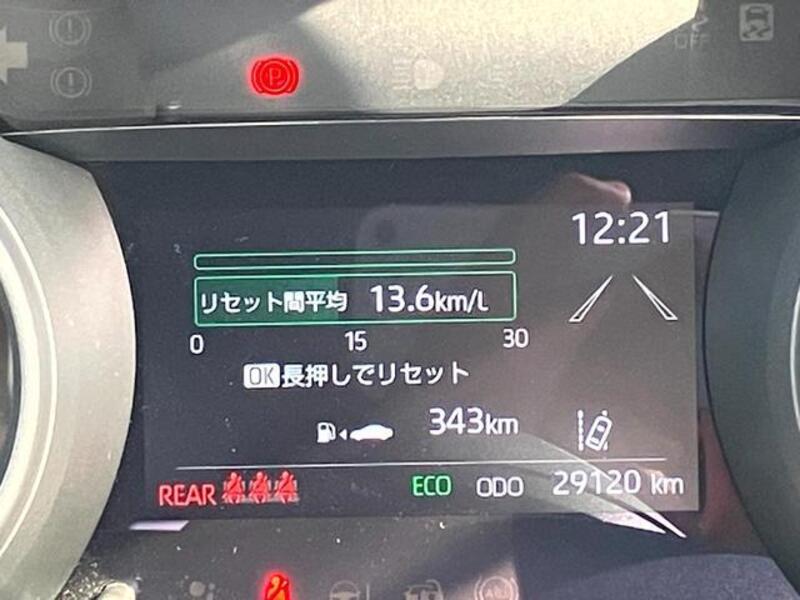 OFF
P
12:21
リセット間平均 13.6km/L
0 15 30
OK長押しでリセット
343km
REAR ECO ODO 29120 km